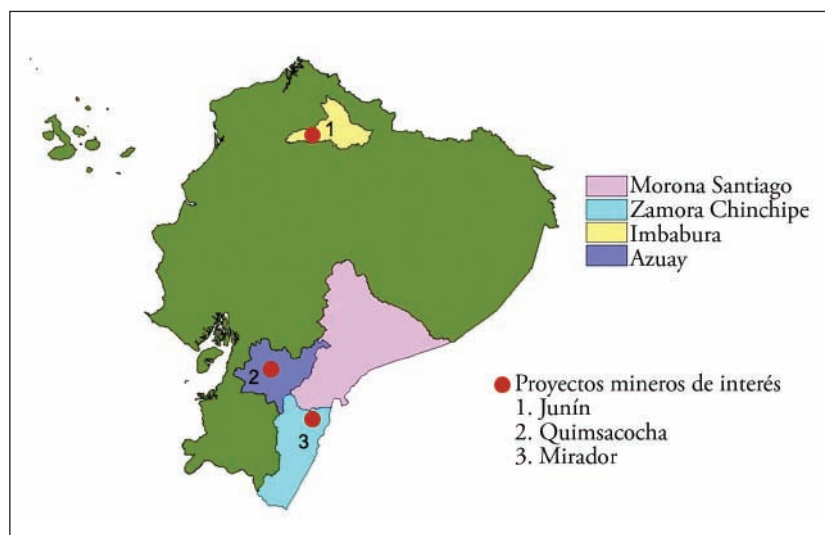 1
2
3
Morona Santiago
Zamora Chinchipe
Imbabura
Azuay
Proyectos mineros de interés
1. Junín
2. Quimsacocha
3. Mirador